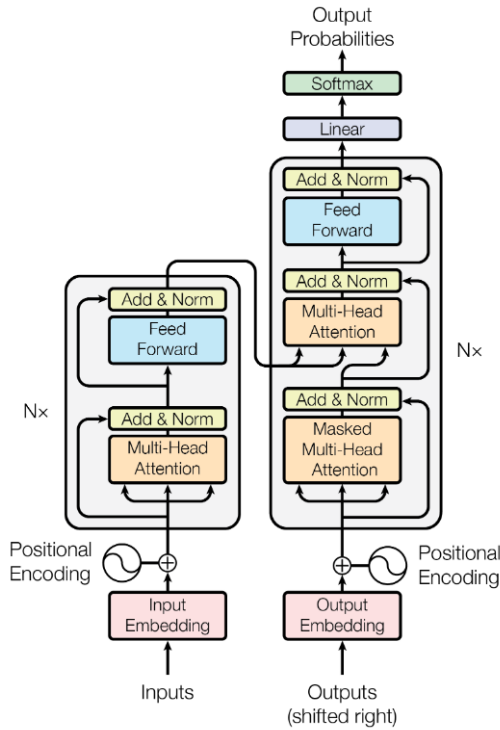 Output
Probabilities
Softmax
Linear
Add & Norm
Feed
Forward
Add & Norm
Multi-Head
Attention
Add & Norm
Masked
Multi-Head
Attention
Nx
Add & Norm
Feed
Forward
Add & Norm
Multi-Head
Attention
Nx
Positional
Encoding
Positional
Encoding
Input
Embedding
Output
Embedding
Inputs
Outputs
(shifted right)